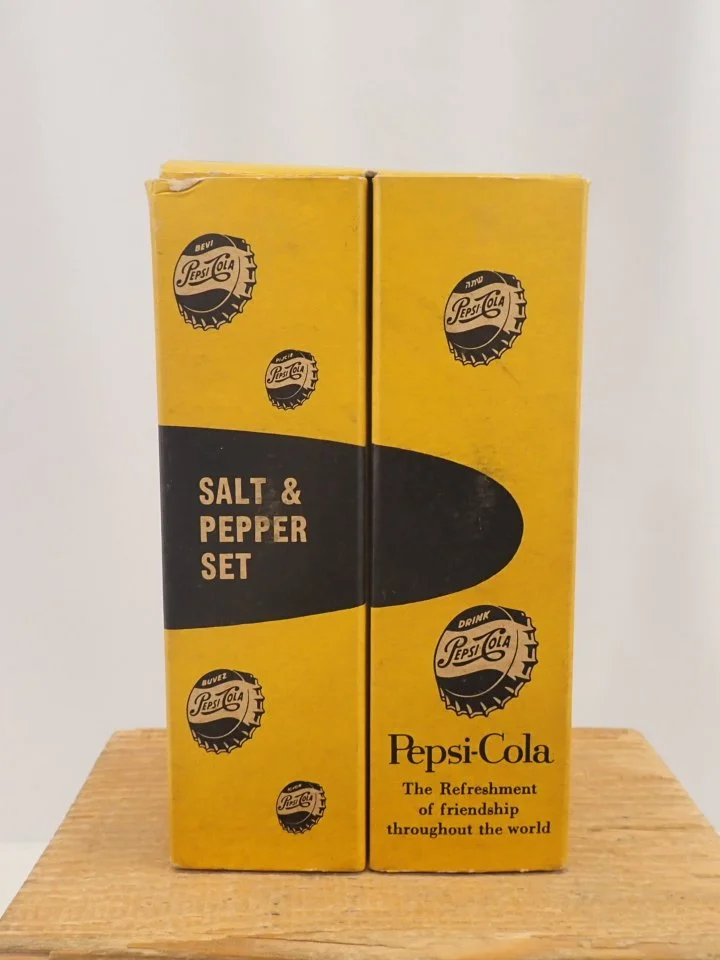 BEVI
PEPSI-COLA
PIJCIE
PEPSI-COLA
SALT &
PEPPER
SET
BUVEZ
PEPSI-COLA
PEPSI-COLA
שתה
PEPSI-COLA
DRINK
PEPSI-COLA
Pepsi-Cola
The Refreshment
of friendship
throughout the world